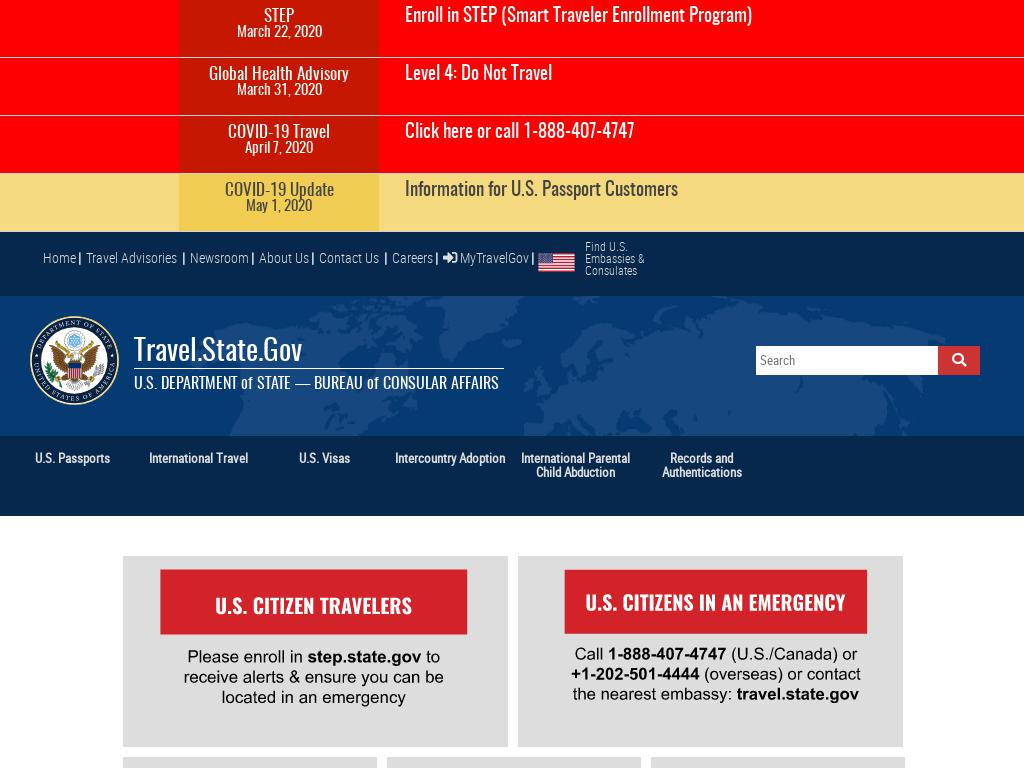 STEP
March 22, 2020
Enroll in STEP (Smart Traveler Enrollment Program)
Global Health Advisory
March 31, 2020
Level 4: Do Not Travel
COVID-19 Travel
April 7, 2020
Click here or call 1-888-407-4747
COVID-19 Update
May 1, 2020
Information for U.S. Passport Customers
Home | Travel Advisories | Newsroom | About Us | Contact Us | Careers | MyTravelGov |
Find U.S.
Embassies &
Consulates
DEPARTMENT OF STATE
UNITED STATES OF AMERICA
Travel.State.Gov
U.S. DEPARTMENT of STATE — BUREAU of CONSULAR AFFAIRS
Search
U.S. Passports
International Travel
U.S. Visas
Intercountry Adoption
International Parental
Child Abduction
Records and
Authentications
U.S. CITIZEN TRAVELERS
Please enroll in step.state.gov to
receive alerts & ensure you can be
located in an emergency
U.S. CITIZENS IN AN EMERGENCY
Call 1-888-407-4747 (U.S./Canada) or
+1-202-501-4444 (overseas) or contact
the nearest embassy: travel.state.gov